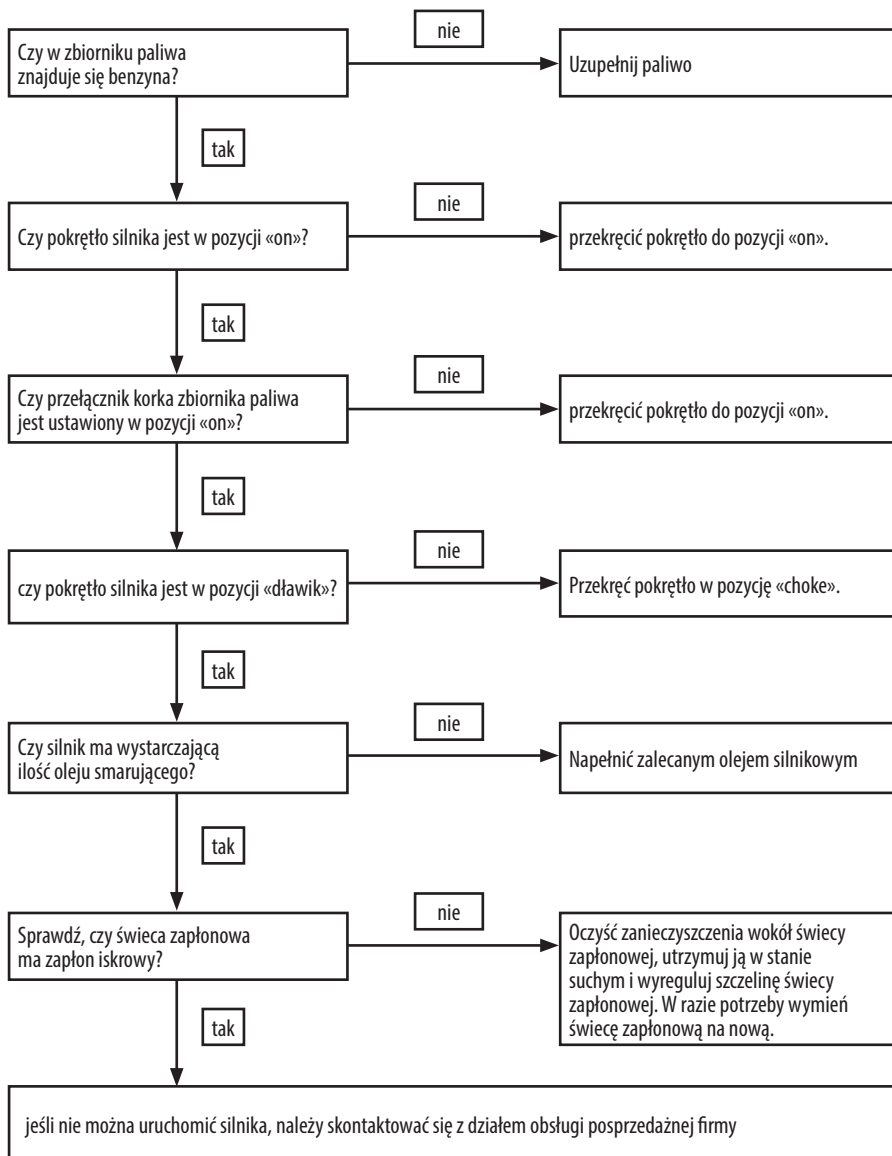 nie
Czy w zbiorniku paliwa
znajduje się benzyna?
Uzupełnij paliwo
tak
nie
Czy pokrętło silnika jest w pozycji «on»?
przekręcić pokrętło do pozycji «on».
tak
nie
Czy przełącznik korka zbiornika paliwa
jest ustawiony w pozycji «on»?
przekręcić pokrętło do pozycji «on».
tak
nie
czy pokrętło silnika jest w pozycji «dławik»?
Przekręć pokrętło w pozycję «choke».
tak
nie
Czy silnik ma wystarczającą
ilość oleju smarującego?
Napełnić zalecanym olejem silnikowym
tak
nie
Sprawdź, czy świeca zapłonowa
ma zapłon iskrowy?
Oczyść zanieczyszczenia wokół świecy
zapłonowej, utrzymuj ją w stanie
suchym i wyreguluj szczelinę świecy
zapłonowej. W razie potrzeby wymień
świecę zapłonową na nową.
tak
jeśli nie można uruchomić silnika, należy skontaktować się z działem obsługi posprzedażnej firmy